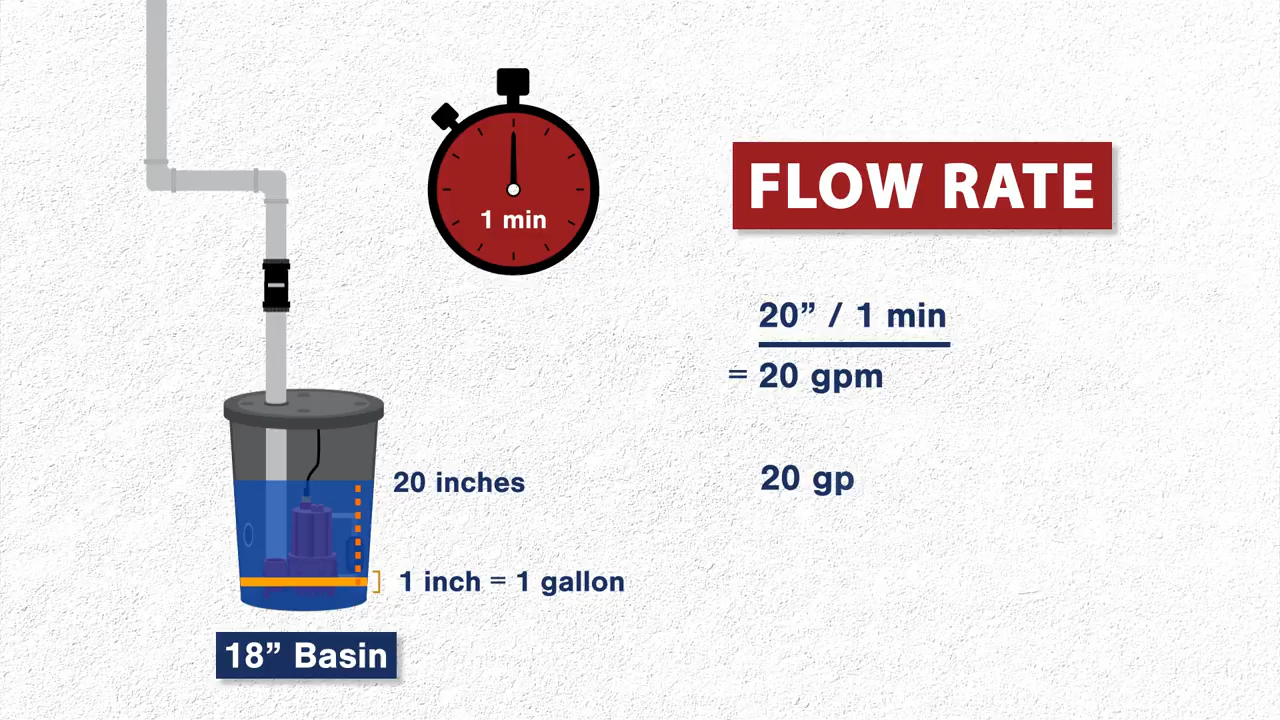 FLOW RATE
1 min
20” / 1 min
= 20 gpm
20 gp
20 inches
1 inch = 1 gallon
18” Basin